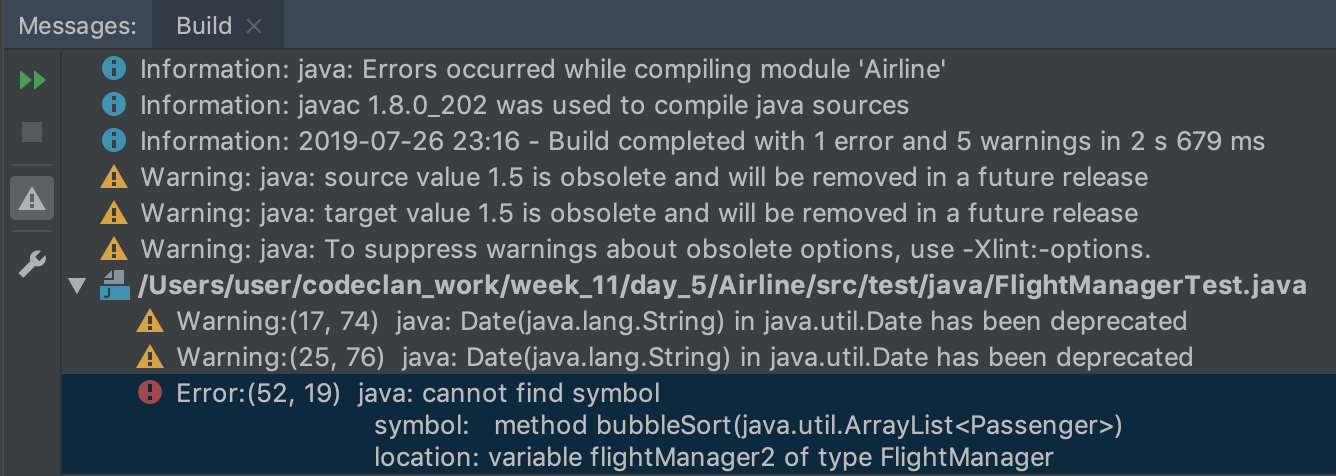 Messages: Build
Information: java: Errors occurred while compiling module 'Airline'
Information: javac 1.8.0_202 was used to compile java sources
Information: 2019-07-26 23:16 - Build completed with 1 error and 5 warnings in 2 s 679 ms
Warning: java: source value 1.5 is obsolete and will be removed in a future release
Warning: java: target value 1.5 is obsolete and will be removed in a future release
Warning: java: To suppress warnings about obsolete options, use -Xlint:-options.
/Users/user/codeclan_work/week_11/day_5/Airline/src/test/java/FlightManagerTest.java
Warning:(17, 74) java: Date(java.lang.String) in java.util.Date has been deprecated
Warning:(25, 76) java: Date(java.lang.String) in java.util.Date has been deprecated
Error:(52, 19) java: cannot find symbol
symbol: method bubbleSort(java.util.ArrayList<Passenger>)
location: variable flightManager2 of type FlightManager